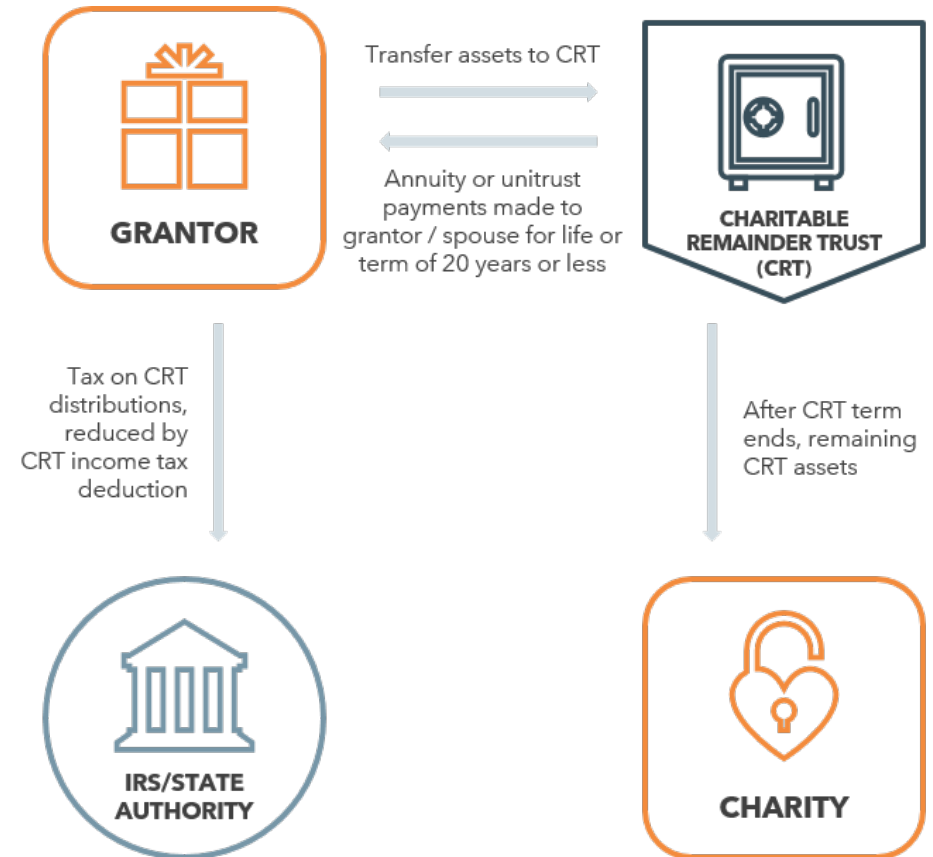 Transfer assets to CRT
Annuity or unitrust
payments made to
grantor / spouse for life or
term of 20 years or less
GRANTOR
CHARITABLE
REMAINDER TRUST
(CRT)
Tax on CRT
distributions,
reduced by
CRT income tax
deduction
After CRT term
ends, remaining
CRT assets
IRS/STATE
AUTHORITY
CHARITY